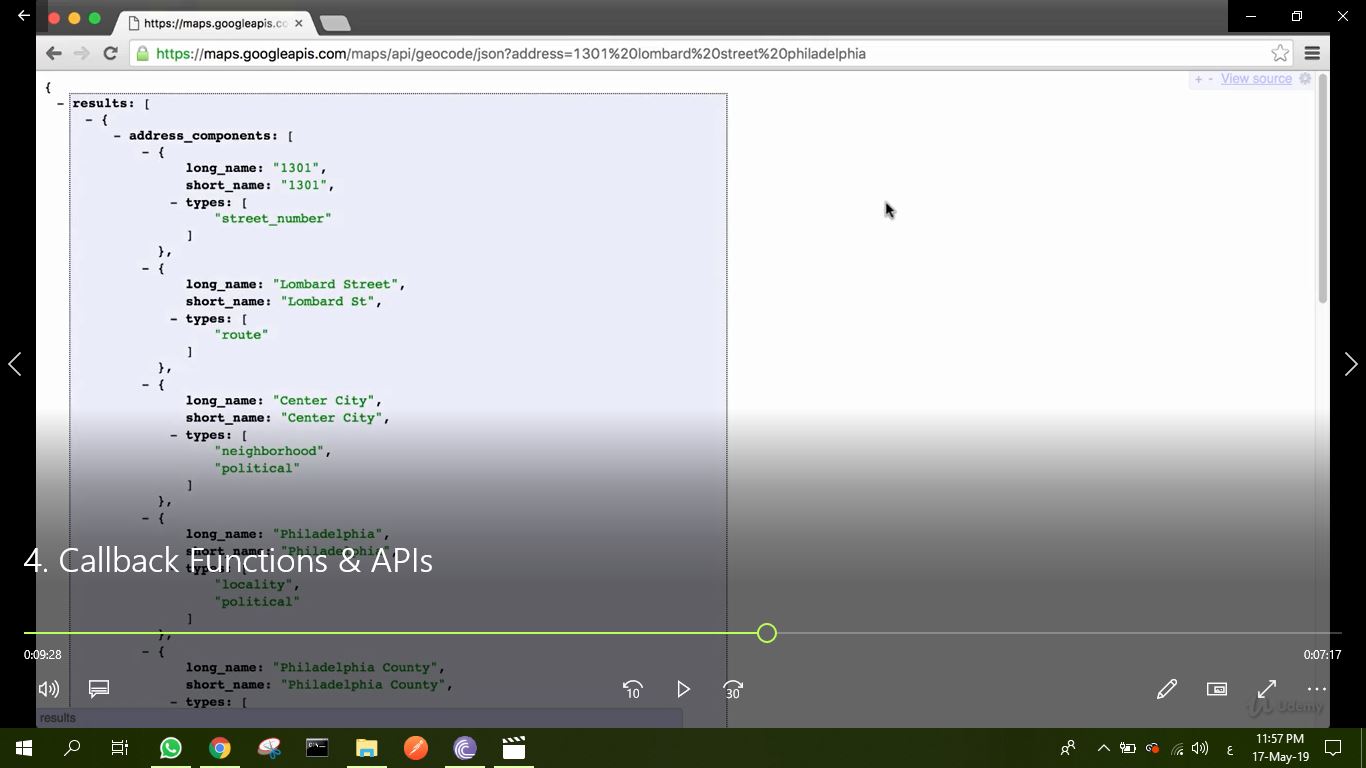 https://maps.googleapis.co
https://maps.googleapis.com/maps/api/geocode/json?address=1301%20lombard%20street%20philadelphia
+ - View source
{
- results: [
- {
- address_components: [
- {
long_name: "1301",
short_name: "1301",
- types: [
"street_number"
]
},
- {
long_name: "Lombard Street",
short_name: "Lombard St",
- types: [
"route"
]
},
- {
long_name: "Center City",
short_name: "Center City",
- types: [
"neighborhood",
"political"
]
},
- {
long_name: "Philadelphia",
short_name: "Philadelphia",
4. Callback Functions & APIs
- types: [
"locality",
"political"
]
},
- {
0:09:28
0:07:17
long_name: "Philadelphia County",
short_name: "Philadelphia County",
- types: [
10
30
Udemy
results
ع
11:57 PM
17-May-19